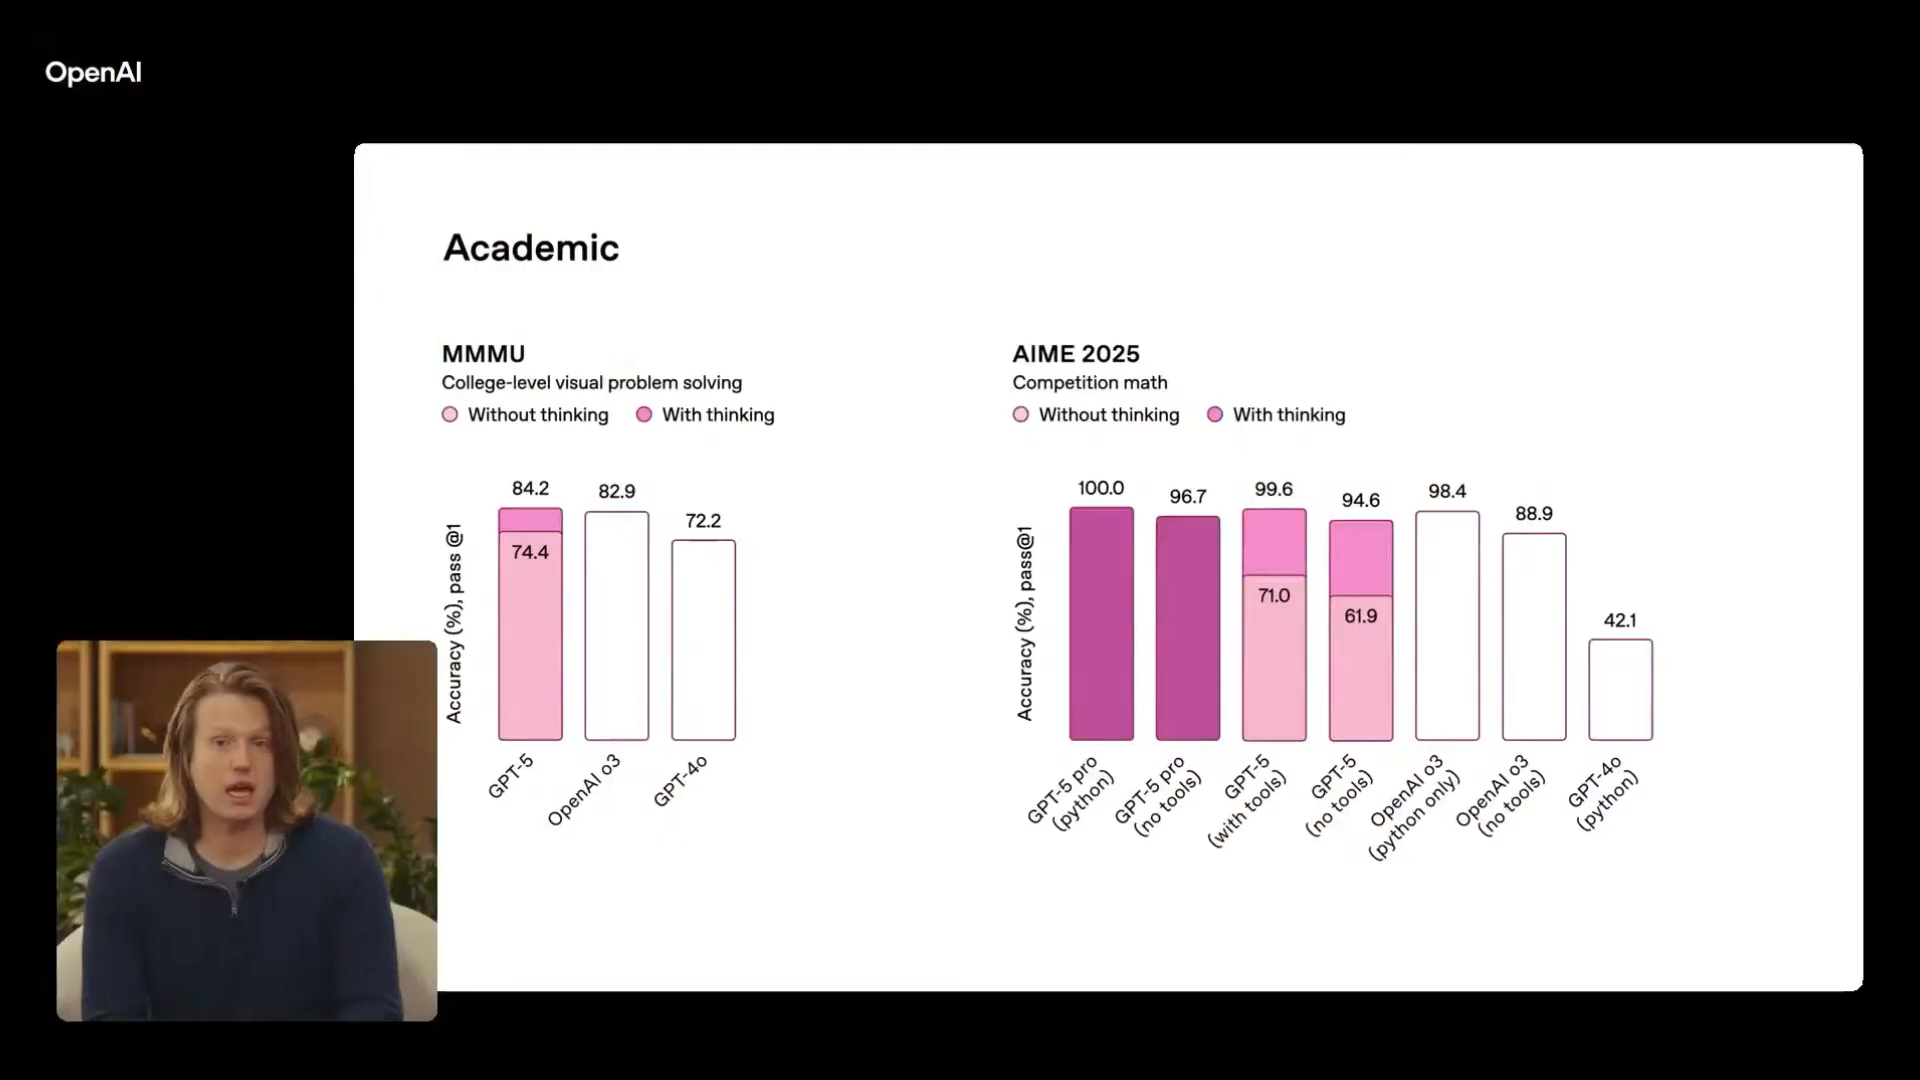 OpenAI
Academic
MMMU
College-level visual problem solving
Without thinking
With thinking
Accuracy (%), pass @1
84.2
74.4
82.9
72.2
GPT-5
OpenAI o3
GPT-4o
AIME 2025
Competition math
Without thinking
With thinking
Accuracy (%), pass@1
100.0
96.7
99.6
71.0
94.6
61.9
98.4
88.9
42.1
GPT-5 pro
(python)
GPT-5 pro
(no tools)
GPT-5
(with tools)
GPT-5
(no tools)
OpenAI o3
(python only)
OpenAI o3
(no tools)
GPT-4o
(python)